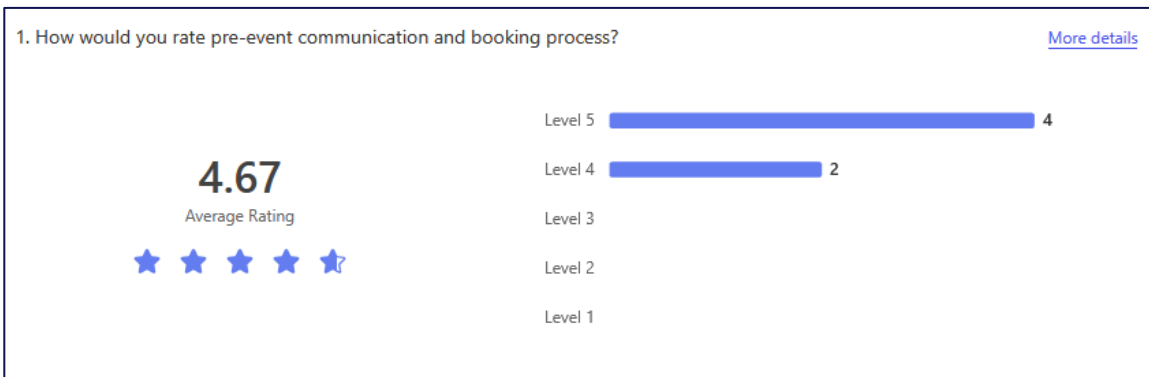 1. How would you rate pre-event communication and booking process?
More details
4.67
Average Rating
Level 5 4
Level 4 2
Level 3
Level 2
Level 1